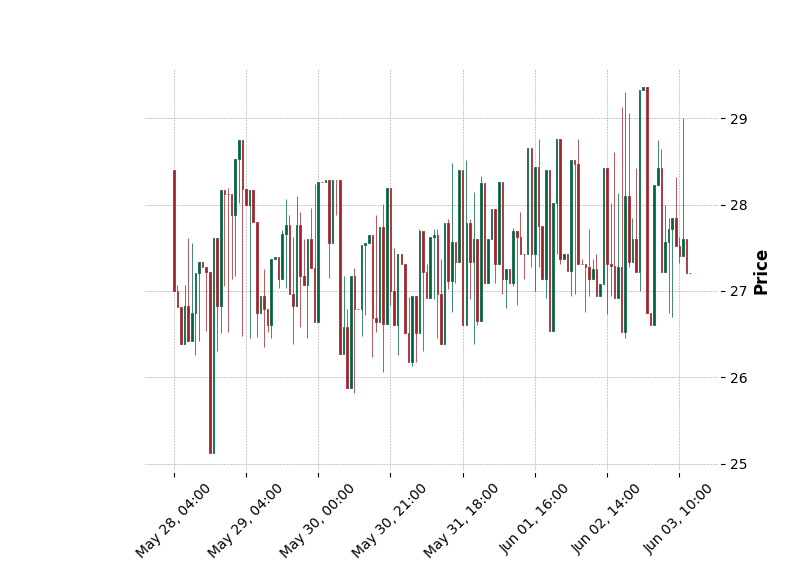 29
28
27
26
25
Price
May 28, 04:00
May 29, 04:00
May 30, 00:00
May 30, 21:00
May 31, 18:00
Jun 01, 16:00
Jun 02, 14:00
Jun 03, 10:00